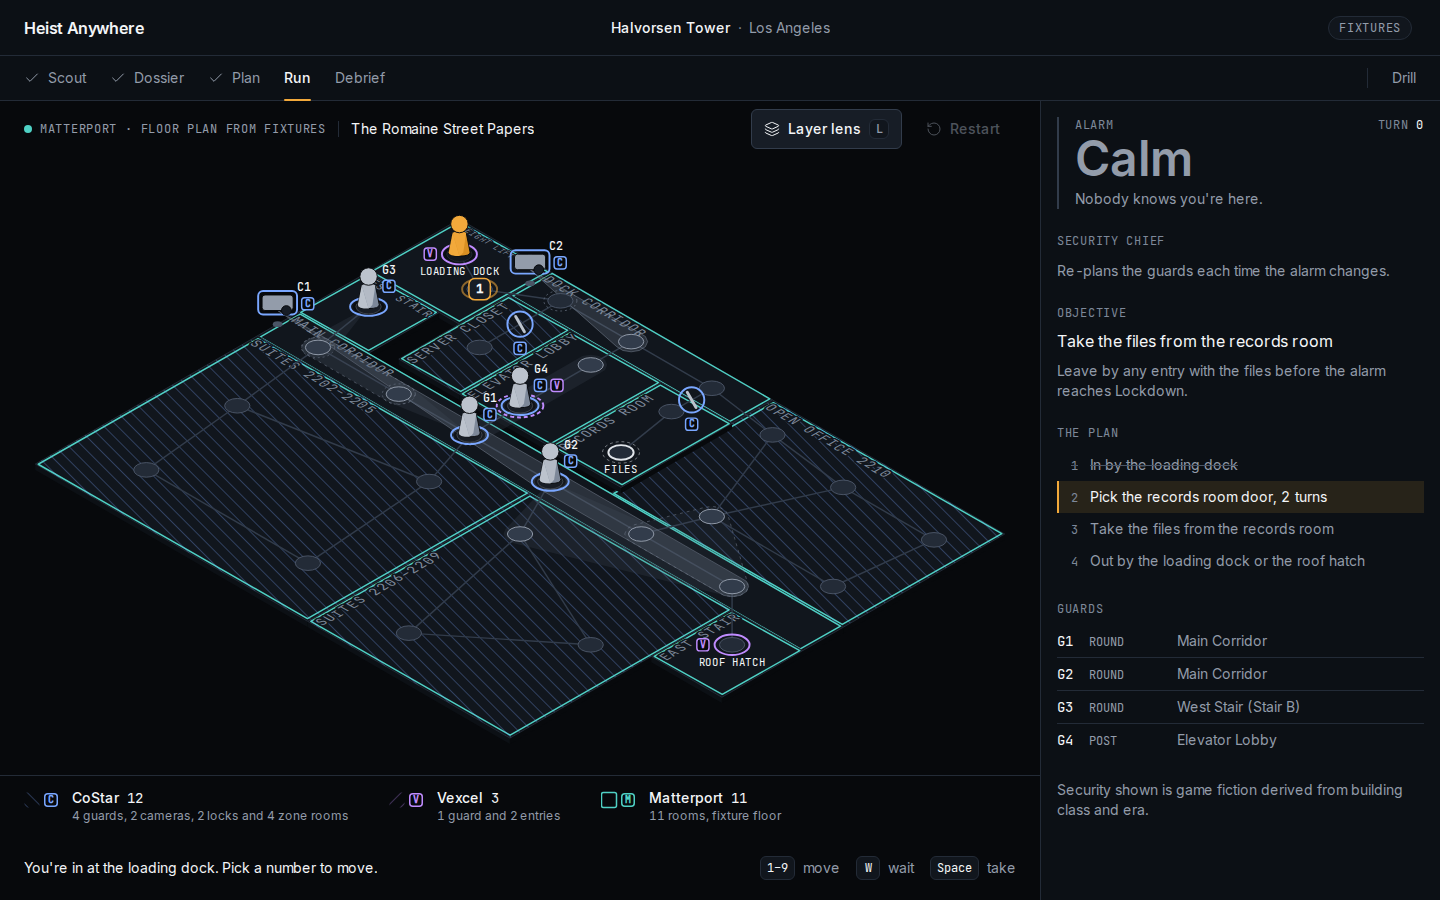 Heist Anywhere
Halvorsen Tower · Los Angeles
FIXTURES
Scout
Dossier
Plan
Run
Debrief
Drill
MATTERPORT · FLOOR PLAN FROM FIXTURES
The Romaine Street Papers
Layer lens L
Restart
C2
V
C
LOADING DOCK
G3
C
C1
C
1
STAIR
DOCK CORRIDOR
MAIN CORRIDOR
SERVER CLOSET
SUITES 2202-2205
C
ELEVATOR LOBBY
G4
C V
G1
C
C
OPEN OFFICE 2210
G2
C
FILES
SUITES 2206-2209
EAST STAIR
V
ROOF HATCH
C CoStar 12
4 guards, 2 cameras, 2 locks and 4 zone rooms
V Vexcel 3
1 guard and 2 entries
M Matterport 11
11 rooms, fixture floor
You're in at the loading dock. Pick a number to move.
1–9 move
W wait
Space take
ALARM
TURN 0
Calm
Nobody knows you're here.
SECURITY CHIEF
Re-plans the guards each time the alarm changes.
OBJECTIVE
Take the files from the records room
Leave by any entry with the files before the alarm
reaches Lockdown.
THE PLAN
1 In by the loading dock
2 Pick the records room door, 2 turns
3 Take the files from the records room
4 Out by the loading dock or the roof hatch
GUARDS
G1 ROUND Main Corridor
G2 ROUND Main Corridor
G3 ROUND West Stair (Stair B)
G4 POST Elevator Lobby
Security shown is game fiction derived from building
class and era.